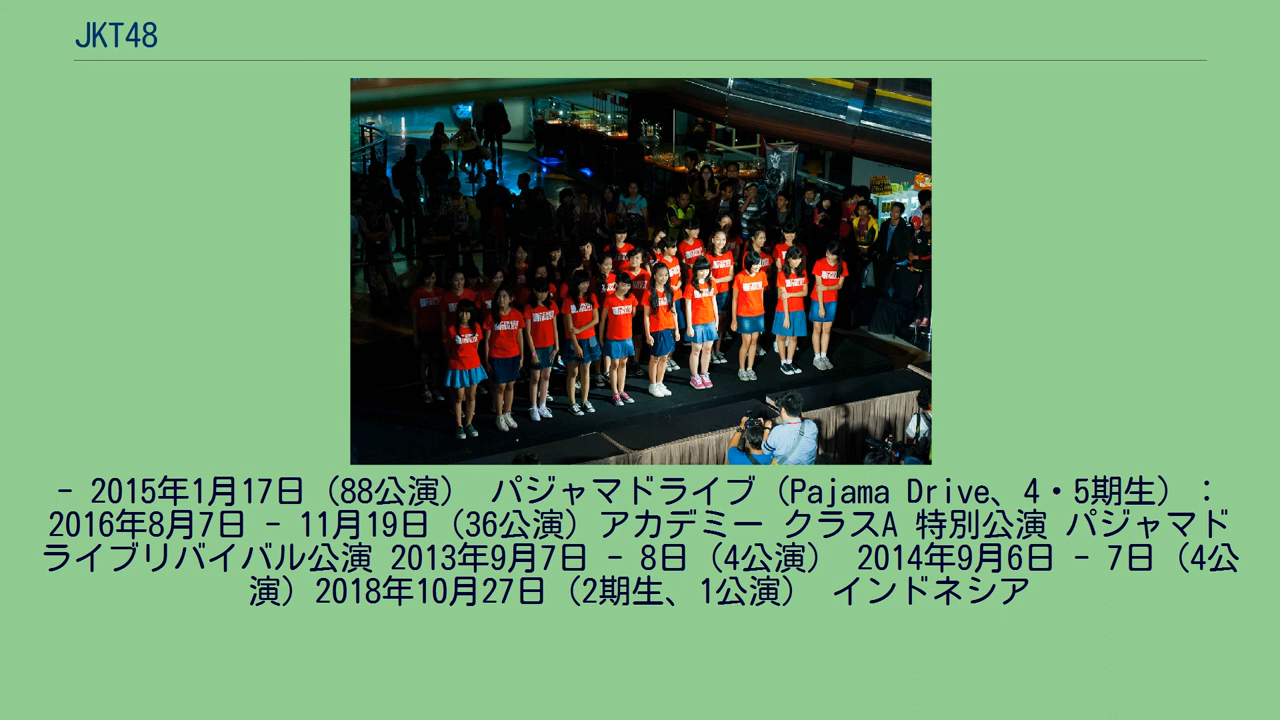 JKT48
- 2015年1月17日（88公演） パジャマドライブ（Pajama Drive、4・5期生）：
2016年8月7日 - 11月19日（36公演）アカデミー クラスA 特別公演 パジャマド
ライブリバイバル公演 2013年9月7日 - 8日（4公演） 2014年9月6日 - 7日（4公
演）2018年10月27日（2期生、1公演） インドネシア